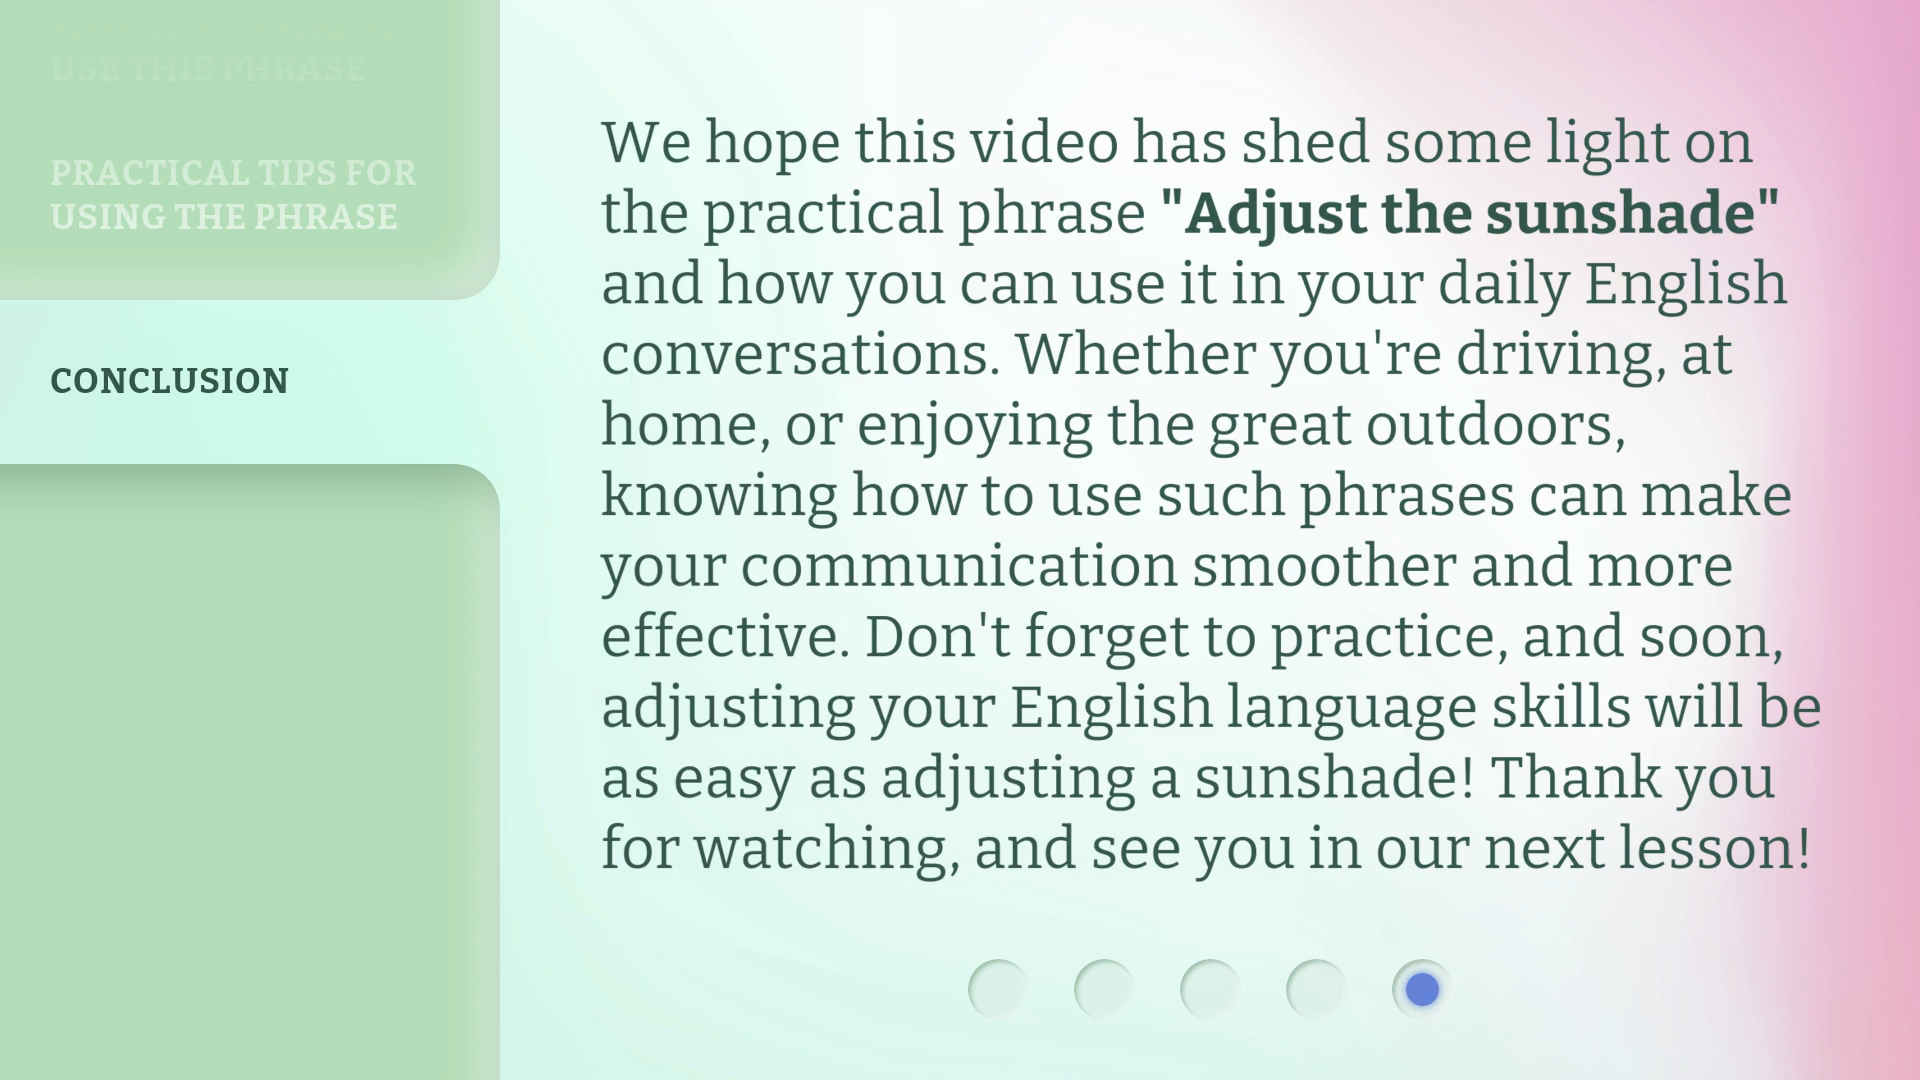 USE THIS PHRASE
PRACTICAL TIPS FOR
USING THE PHRASE
CONCLUSION
We hope this video has shed some light on
the practical phrase "Adjust the sunshade"
and how you can use it in your daily English
conversations. Whether you're driving, at
home, or enjoying the great outdoors,
knowing how to use such phrases can make
your communication smoother and more
effective. Don't forget to practice, and soon,
adjusting your English language skills will be
as easy as adjusting a sunshade! Thank you
for watching, and see you in our next lesson!